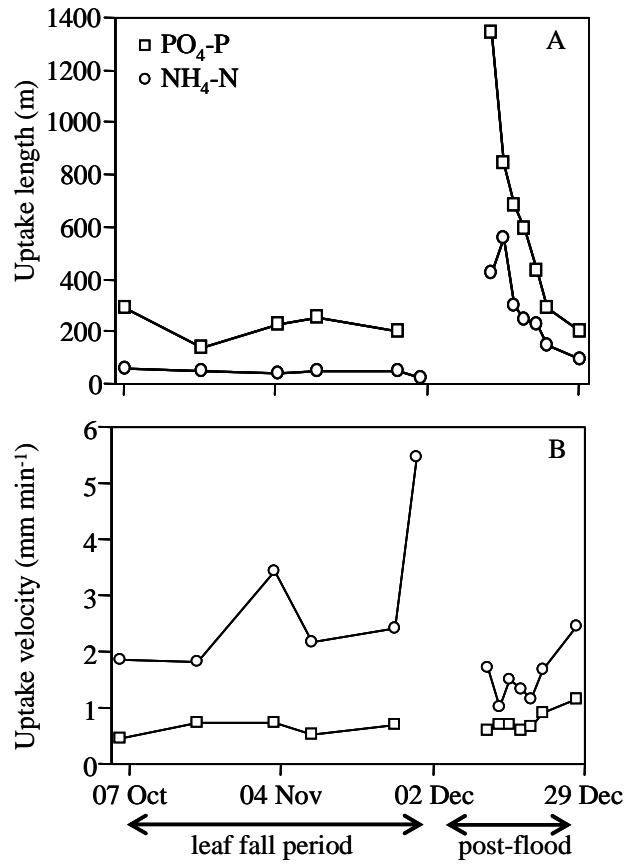 1400
1200
1000
800
600
400
200
0
Uptake length (m)
A
PO4-P
NH4-N
6
5
4
3
2
1
0
Uptake velocity (mm min-1)
B
07 Oct 04 Nov 02 Dec 29 Dec
leaf fall period post-flood